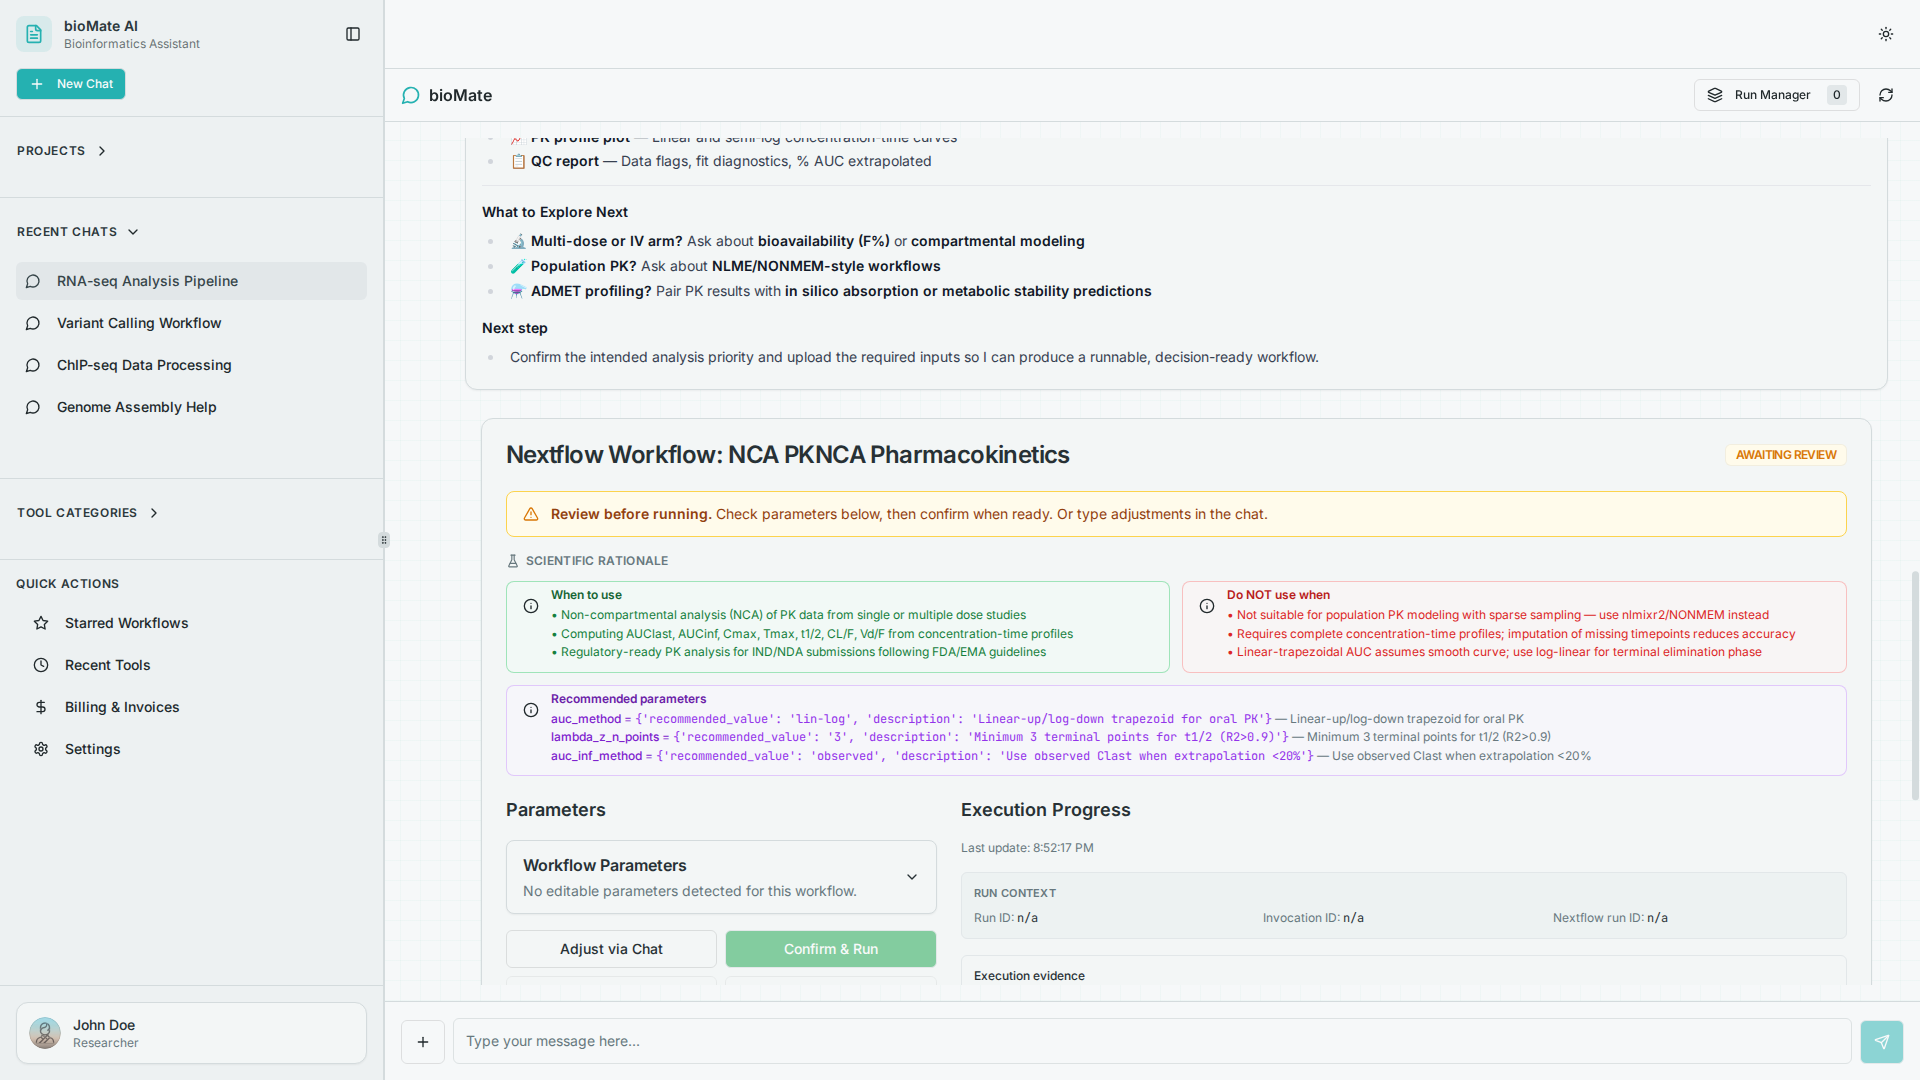 bioMate AI
Bioinformatics Assistant
New Chat
PROJECTS
RECENT CHATS
RNA-seq Analysis Pipeline
Variant Calling Workflow
ChIP-seq Data Processing
Genome Assembly Help
TOOL CATEGORIES
QUICK ACTIONS
Starred Workflows
Recent Tools
Billing & Invoices
Settings
John Doe
Researcher
bioMate
Run Manager 0
PK profile plot — Linear and semi-log concentration-time curves
QC report — Data flags, fit diagnostics, % AUC extrapolated
What to Explore Next
Multi-dose or IV arm? Ask about bioavailability (F%) or compartmental modeling
Population PK? Ask about NLME/NONMEM-style workflows
ADMET profiling? Pair PK results with in silico absorption or metabolic stability predictions
Next step
Confirm the intended analysis priority and upload the required inputs so I can produce a runnable, decision-ready workflow.
Nextflow Workflow: NCA PKNCA Pharmacokinetics
AWAITING REVIEW
Review before running. Check parameters below, then confirm when ready. Or type adjustments in the chat.
SCIENTIFIC RATIONALE
When to use
• Non-compartmental analysis (NCA) of PK data from single or multiple dose studies
• Computing AUClast, AUCinf, Cmax, Tmax, t1/2, CL/F, Vd/F from concentration-time profiles
• Regulatory-ready PK analysis for IND/NDA submissions following FDA/EMA guidelines
Do NOT use when
• Not suitable for population PK modeling with sparse sampling — use nlmixr2/NONMEM instead
• Requires complete concentration-time profiles; imputation of missing timepoints reduces accuracy
• Linear-trapezoidal AUC assumes smooth curve; use log-linear for terminal elimination phase
Recommended parameters
auc_method = {'recommended_value': 'lin-log', 'description': 'Linear-up/log-down trapezoid for oral PK'} — Linear-up/log-down trapezoid for oral PK
lambda_z_n_points = {'recommended_value': '3', 'description': 'Minimum 3 terminal points for t1/2 (R2>0.9)'} — Minimum 3 terminal points for t1/2 (R2>0.9)
auc_inf_method = {'recommended_value': 'observed', 'description': 'Use observed Clast when extrapolation <20%'} — Use observed Clast when extrapolation <20%
Parameters
Workflow Parameters
No editable parameters detected for this workflow.
Adjust via Chat
Confirm & Run
Execution Progress
Last update: 8:52:17 PM
RUN CONTEXT
Run ID: n/a
Invocation ID: n/a
Nextflow run ID: n/a
Execution evidence
Type your message here...